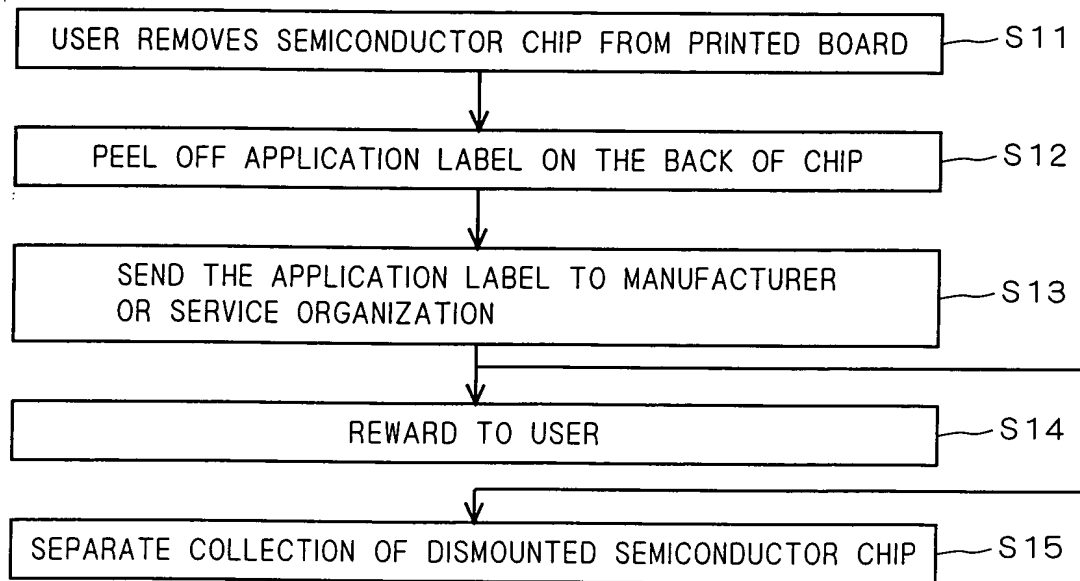 USER REMOVES SEMICONDUCTOR CHIP FROM PRINTED BOARD S11
PEEL OFF APPLICATION LABEL ON THE BACK OF CHIP S12
SEND THE APPLICATION LABEL TO MANUFACTURER
OR SERVICE ORGANIZATION S13
REWARD TO USER S14
SEPARATE COLLECTION OF DISMOUNTED SEMICONDUCTOR CHIP S15